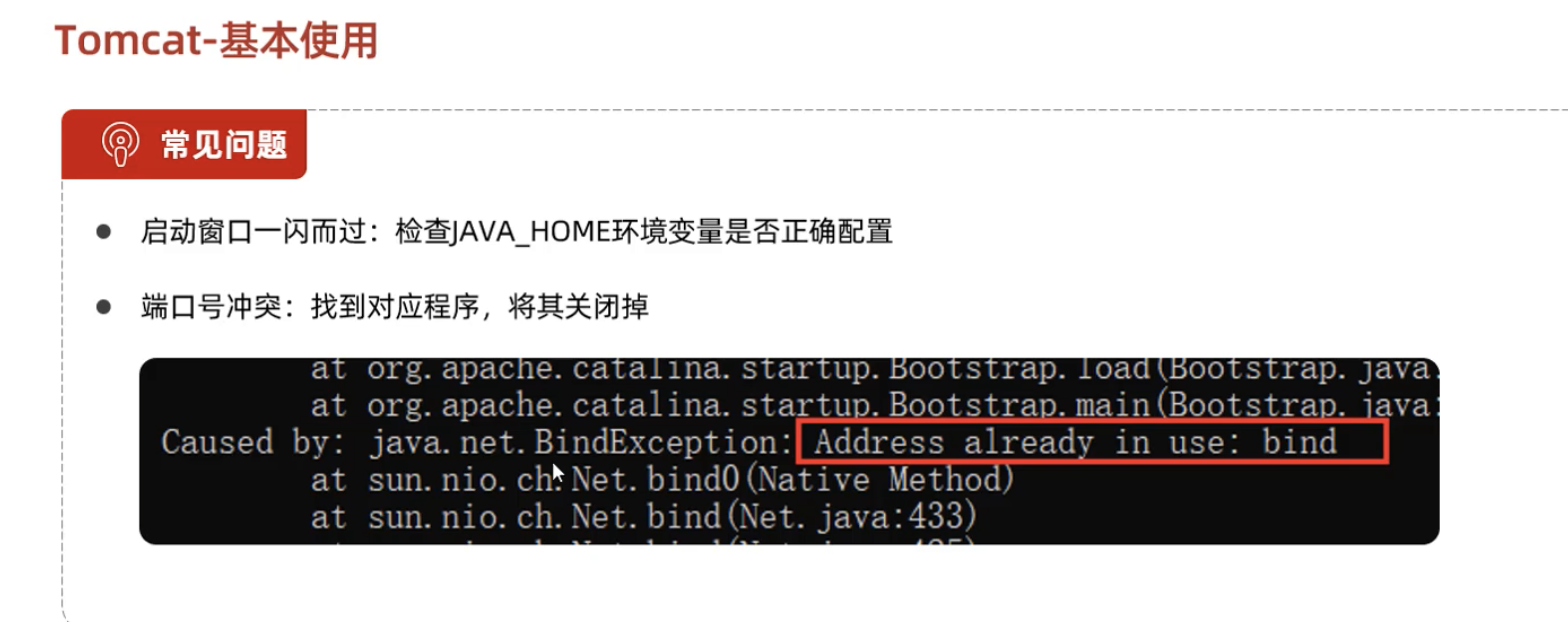 Tomcat-基本使用
常见问题
启动窗口一闪而过：检查JAVA_HOME环境变量是否正确配置
端口号冲突：找到对应程序，将其关闭掉
at org.apache.catalina.startup.Bootstrap.load(Bootstrap.java:
at org.apache.catalina.startup.Bootstrap.main(Bootstrap.java:
Caused by: java.net.BindException: Address already in use: bind
at sun.nio.ch.Net.bind0(Native Method)
at sun.nio.ch.Net.bind(Net.java:433)